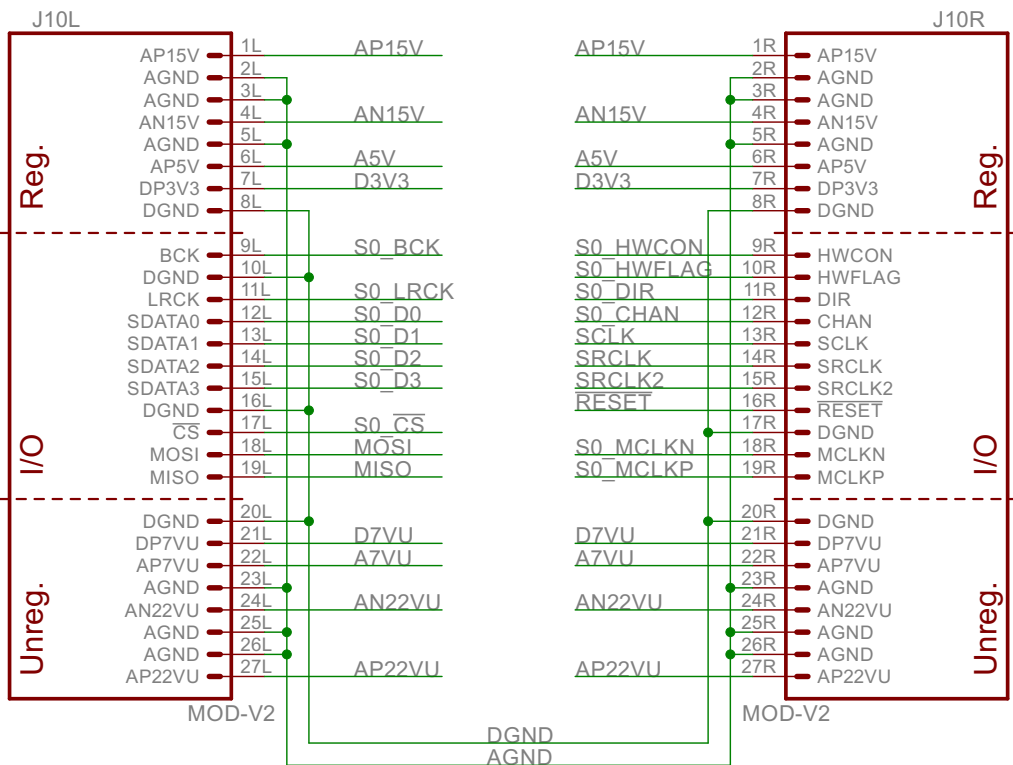 J10L J10R
AP15V 1L AP15V AP15V 1R AP15V
AGND 2L 2R AGND
AGND 3L 3R AGND
AN15V 4L AN15V AN15V 4R AN15V
AGND 5L 5R AGND
AP5V 6L A5V A5V 6R AP5V
DP3V3 7L D3V3 D3V3 7R DP3V3
DGND 8L 8R DGND
Reg. Reg.
BCK 9L S0_BCK S0_HWCON 9R HWCON
DGND 10L S0_HWFLAG 10R HWFLAG
LRCK 11L S0_LRCK S0_DIR 11R DIR
SDATA0 12L S0_D0 S0_CHAN 12R CHAN
SDATA1 13L S0_D1 SCLK 13R SCLK
SDATA2 14L S0_D2 SRCLK 14R SRCLK
SDATA3 15L S0_D3 SRCLK2 15R SRCLK2
DGND 16L RESET 16R RESET
CS 17L S0_CS 17R DGND
MOSI 18L MOSI S0_MCLKN 18R MCLKN
MISO 19L MISO S0_MCLKP 19R MCLKP
I/O I/O
DGND 20L 20R DGND
DP7VU 21L D7VU D7VU 21R DP7VU
AP7VU 22L A7VU A7VU 22R AP7VU
AGND 23L 23R AGND
AN22VU 24L AN22VU AN22VU 24R AN22VU
AGND 25L 25R AGND
AGND 26L 26R AGND
AP22VU 27L AP22VU AP22VU 27R AP22VU
Unreg. Unreg.
MOD-V2 MOD-V2
DGND
AGND